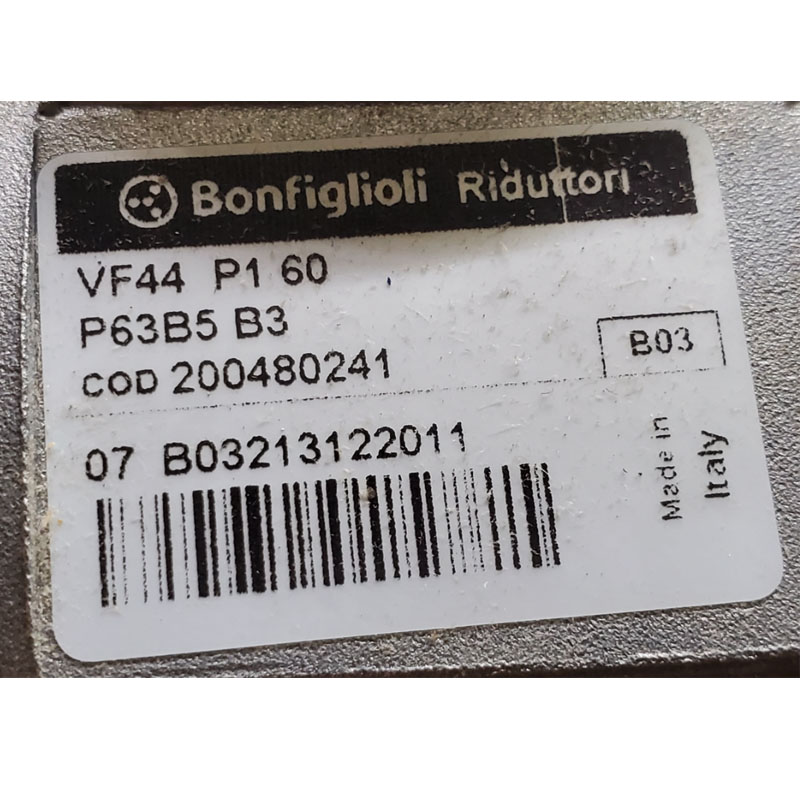 Bonfiglioli Riduttori
VF44 P1 60
P63B5 B3
COD 200480241
B03
07 B03213122011
Made in
Italy